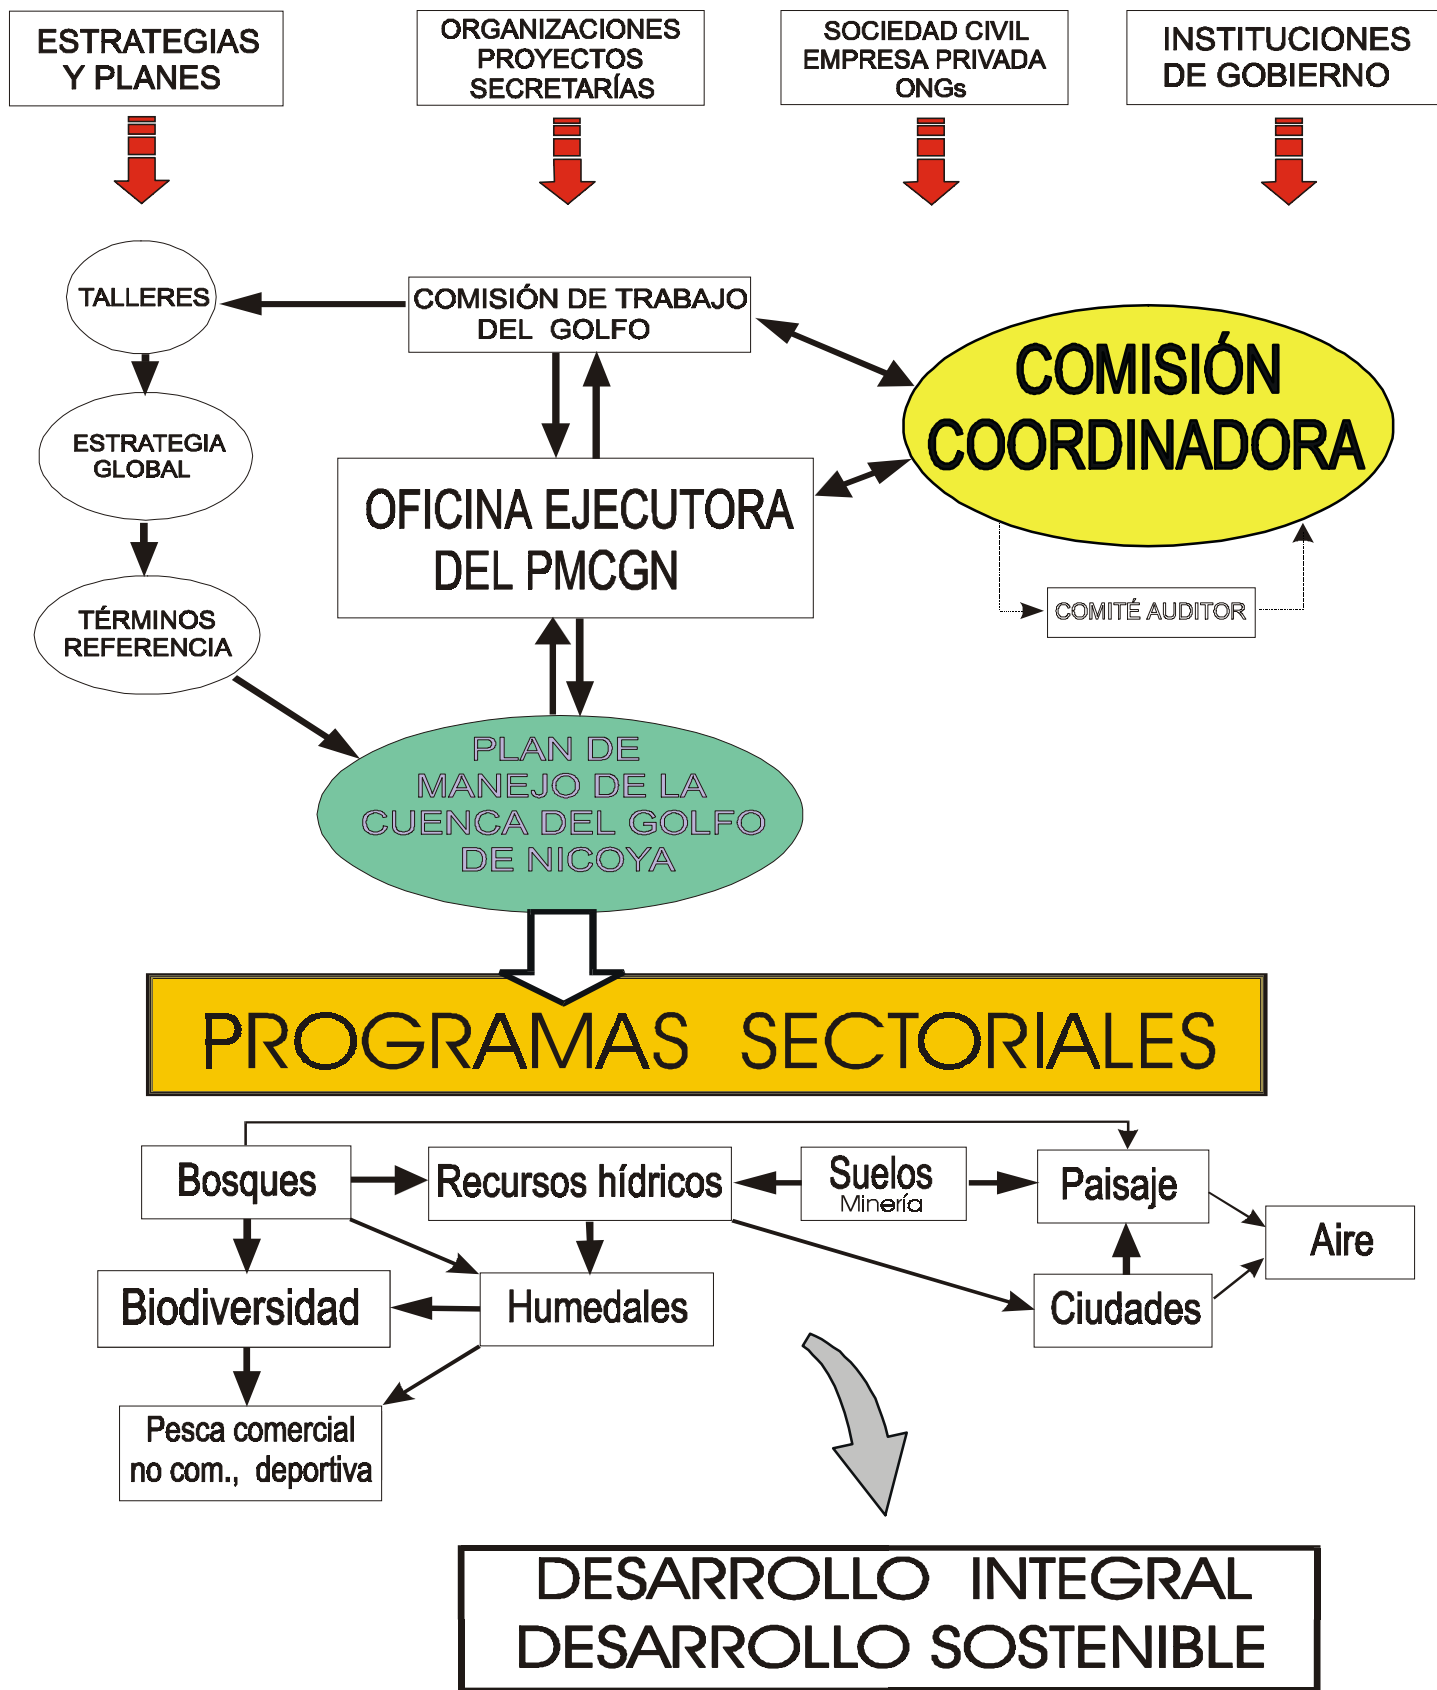 ESTRATEGIAS
Y PLANES
ORGANIZACIONES
PROYECTOS
SECRETARÍAS
SOCIEDAD CIVIL
EMPRESA PRIVADA
ONGs
INSTITUCIONES
DE GOBIERNO
TALLERES
COMISIÓN DE TRABAJO
DEL GOLFO
COMISIÓN
COORDINADORA
ESTRATEGIA
GLOBAL
OFICINA EJECUTORA
DEL PMCGN
COMITÉ AUDITOR
TÉRMINOS
REFERENCIA
PLAN DE
MANEJO DE LA
CUENCA DEL GOLFO
DE NICOYA
PROGRAMAS SECTORIALES
Bosques
Recursos hídricos
Suelos
Minería
Paisaje
Aire
Biodiversidad
Humedales
Ciudades
Pesca comercial
no com., deportiva
DESARROLLO INTEGRAL
DESARROLLO SOSTENIBLE